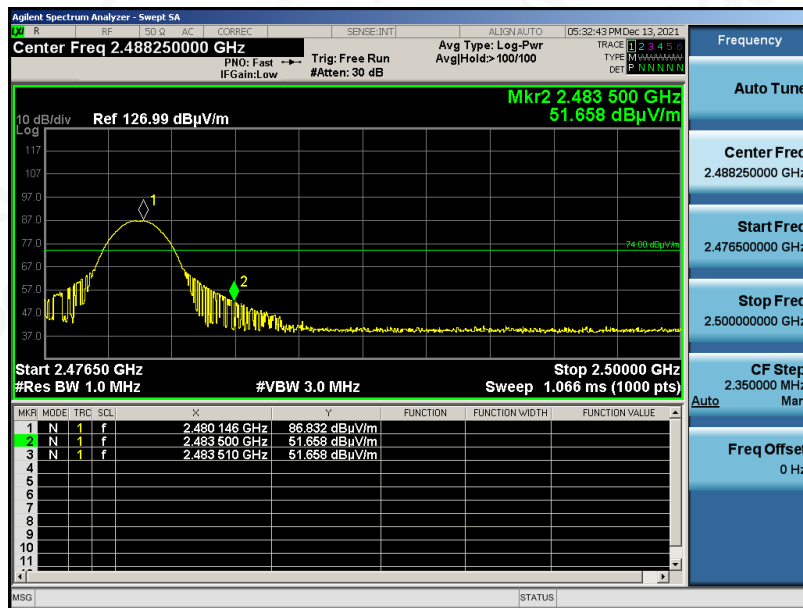 Agilent Spectrum Analyzer - Swept SA
LXI R RF 50 Ω AC CORREC SENSE:INT ALIGN AUTO 05:32:43 PM Dec 13, 2021
Center Freq 2.488250000 GHz
PNO: Fast
IFGain:Low
Trig: Free Run
#Atten: 30 dB
Avg Type: Log-Pwr
Avg|Hold:>100/100
TRACE 1 2 3 4 5 6
TYPE M WWWWW
DET P N N N N N
Mkr2 2.483 500 GHz
51.658 dBµV/m
10 dB/div Ref 126.99 dBµV/m
Log
117
107
97.0
87.0
77.0
67.0
57.0
47.0
37.0
1
2
74.00 dBµV/m
Start 2.47650 GHz Stop 2.50000 GHz
#Res BW 1.0 MHz #VBW 3.0 MHz Sweep 1.066 ms (1000 pts)
MKR MODE TRC SCL X Y FUNCTION FUNCTION WIDTH FUNCTION VALUE
1 N 1 f 2.480 146 GHz 86.832 dBµV/m
2 N 1 f 2.483 500 GHz 51.658 dBµV/m
3 N 1 f 2.483 510 GHz 51.658 dBµV/m
4
5
6
7
8
9
10
11
MSG STATUS
Frequency
Auto Tune
Center Freq
2.488250000 GHz
Start Freq
2.476500000 GHz
Stop Freq
2.500000000 GHz
CF Step
2.350000 MHz
Auto Man
Freq Offset
0 Hz